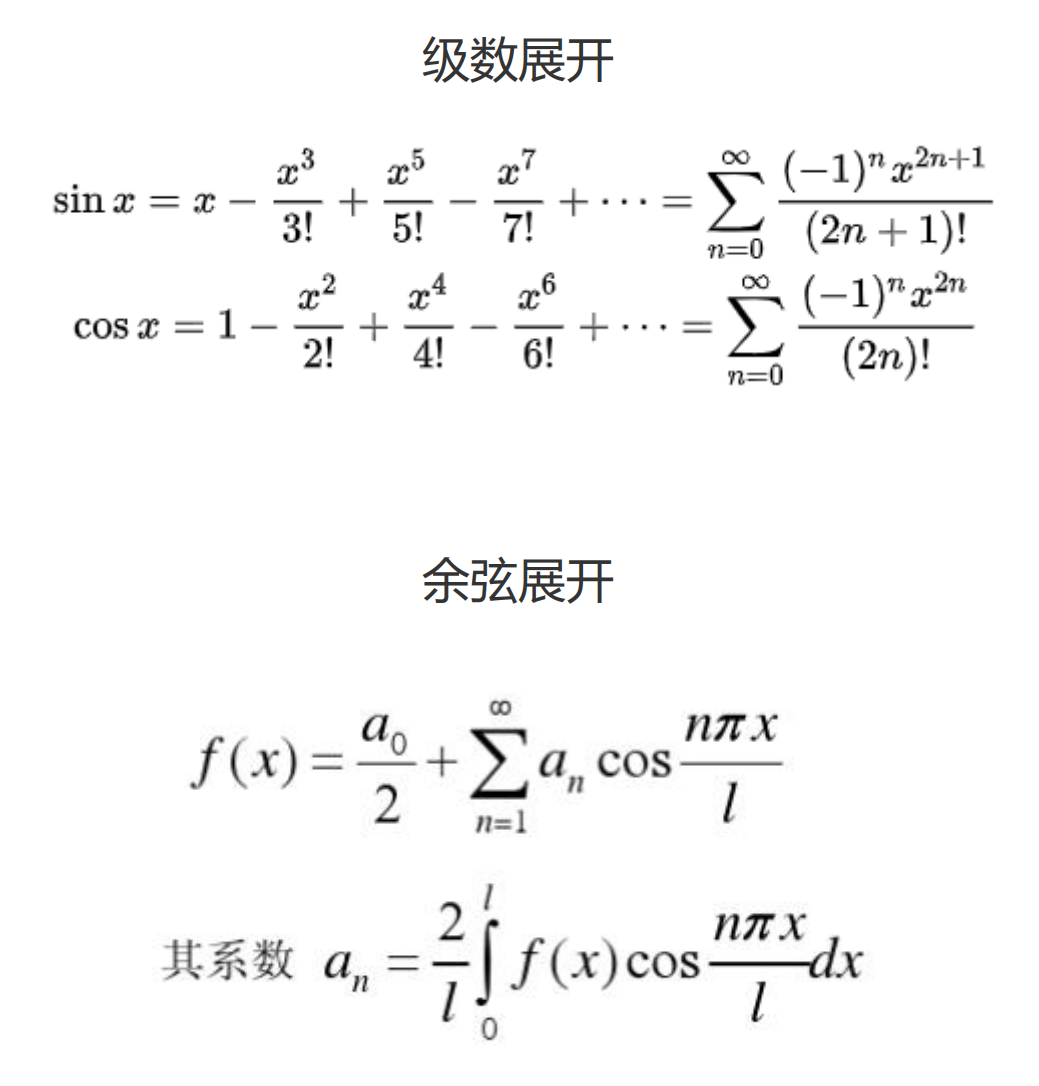 级数展开
$\sin x = x - \frac{x^3}{3!} + \frac{x^5}{5!} - \frac{x^7}{7!} + \cdots = \sum_{n=0}^{\infty} \frac{(-1)^n x^{2n+1}}{(2n+1)!}$
$\cos x = 1 - \frac{x^2}{2!} + \frac{x^4}{4!} - \frac{x^6}{6!} + \cdots = \sum_{n=0}^{\infty} \frac{(-1)^n x^{2n}}{(2n)!}$
余弦展开
$f(x) = \frac{a_0}{2} + \sum_{n=1}^{\infty} a_n \cos \frac{n\pi x}{l}$
其系数 $a_n = \frac{2}{l} \int_0^l f(x) \cos \frac{n\pi x}{l} dx$